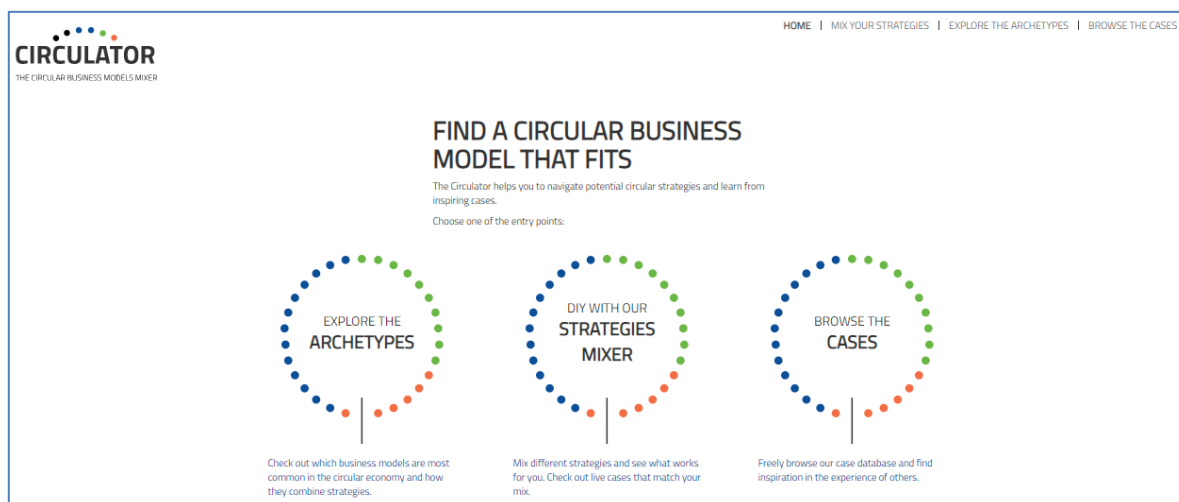 HOME | MIX YOUR STRATEGIES | EXPLORE THE ARCHETYPES | BROWSE THE CASES
CIRCULATOR
THE CIRCULAR BUSINESS MODELS MIXER
FIND A CIRCULAR BUSINESS
MODEL THAT FITS
The Circulator helps you to navigate potential circular strategies and learn from
inspiring cases.
Choose one of the entry points:
EXPLORE THE
ARCHETYPES
Check out which business models are most
common in the circular economy and how
they combine strategies.
DIY WITH OUR
STRATEGIES
MIXER
Mix different strategies and see what works
for you. Check out live cases that match your
mix.
BROWSE THE
CASES
Freely browse our case database and find
inspiration in the experience of others.